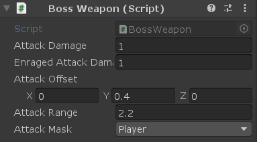 Boss Weapon (Script)
Script BossWeapon
Attack Damage 1
Enraged Attack Dam 1
Attack Offset
X 0 Y 0.4 Z 0
Attack Range 2.2
Attack Mask Player